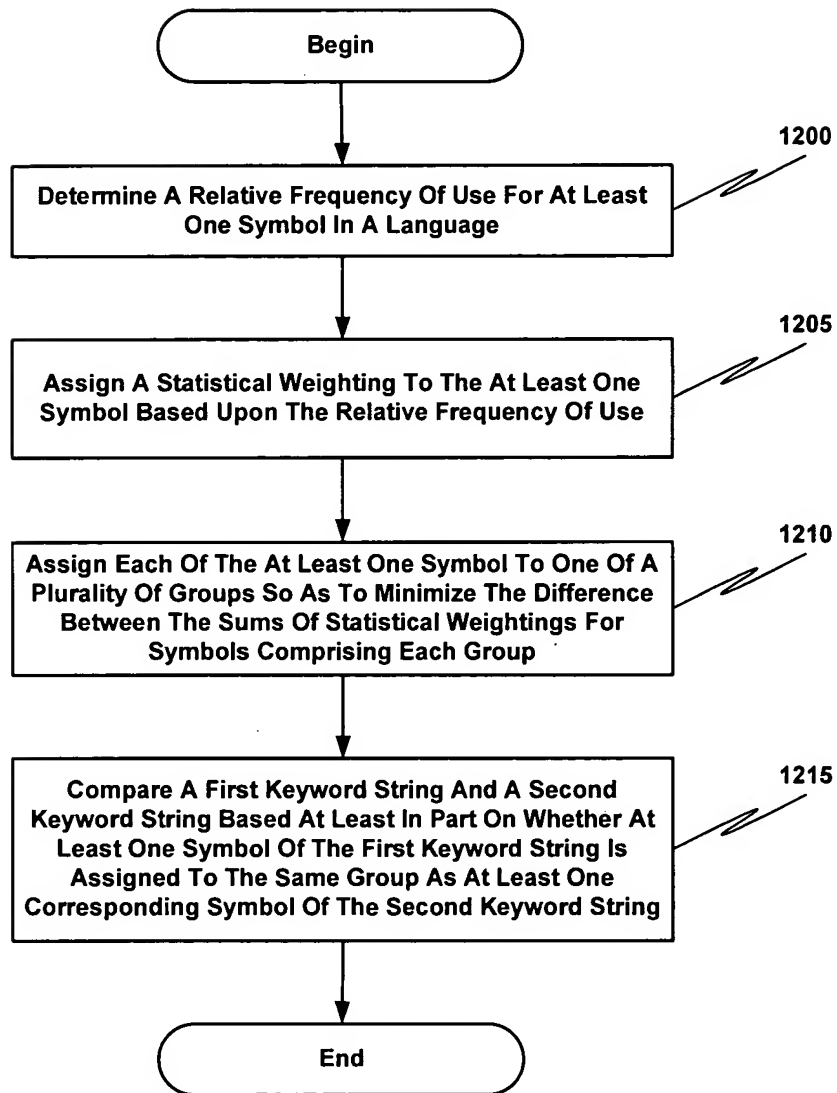 Begin
1200
Determine A Relative Frequency Of Use For At Least
One Symbol In A Language
1205
Assign A Statistical Weighting To The At Least One
Symbol Based Upon The Relative Frequency Of Use
1210
Assign Each Of The At Least One Symbol To One Of A
Plurality Of Groups So As To Minimize The Difference
Between The Sums Of Statistical Weightings For
Symbols Comprising Each Group
1215
Compare A First Keyword String And A Second
Keyword String Based At Least In Part On Whether At
Least One Symbol Of The First Keyword String Is
Assigned To The Same Group As At Least One
Corresponding Symbol Of The Second Keyword String
End